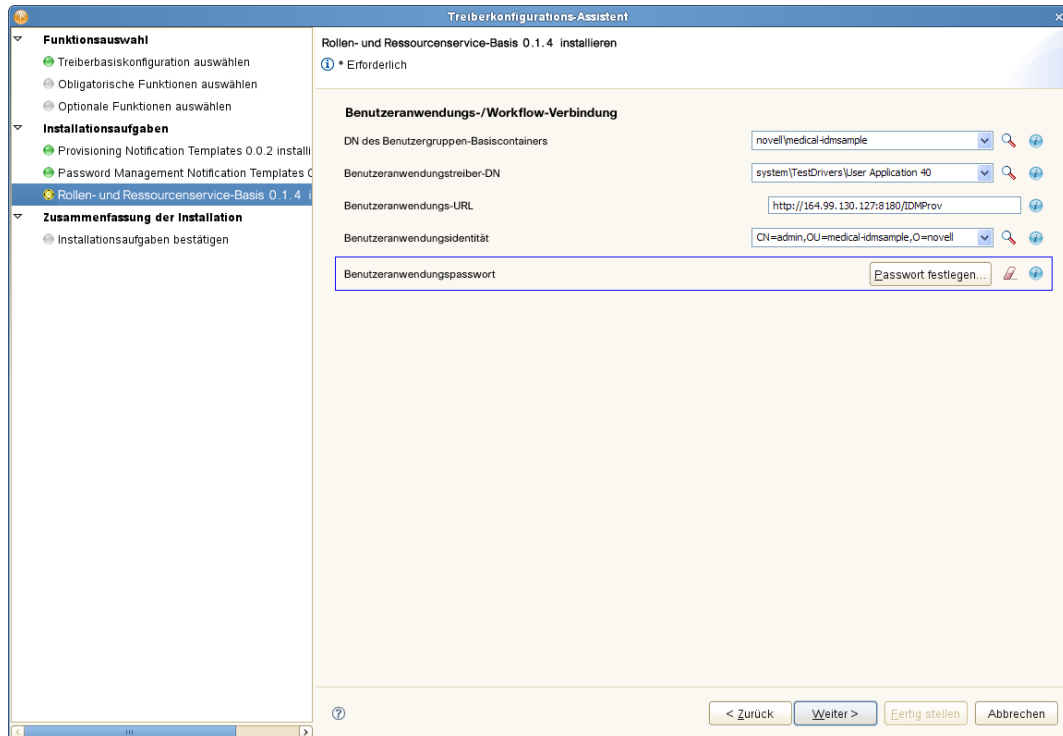 Treiberkonfigurations-Assistent
Funktionsauswahl
Treiberbasiskonfiguration auswählen
Obligatorische Funktionen auswählen
Optionale Funktionen auswählen
Installationsaufgaben
Provisioning Notification Templates 0.0.2 installi
Password Management Notification Templates 0
Rollen- und Ressourcenservice-Basis 0.1.4 i
Zusammenfassung der Installation
Installationsaufgaben bestätigen
Rollen- und Ressourcenservice-Basis 0.1.4 installieren
* Erforderlich
Benutzeranwendungs-/Workflow-Verbindung
DN des Benutzergruppen-Basiscontainers
novell\medical-idmsample
Benutzeranwendungstreiber-DN
system\TestDrivers\User Application 40
Benutzeranwendungs-URL
http://164.99.130.127:8180/IDMProv
Benutzeranwendungsidentität
CN=admin,OU=medical-idmsample,O=novell
Benutzeranwendungspasswort
Passwort festlegen...
< Zurück
Weiter >
Fertig stellen
Abbrechen